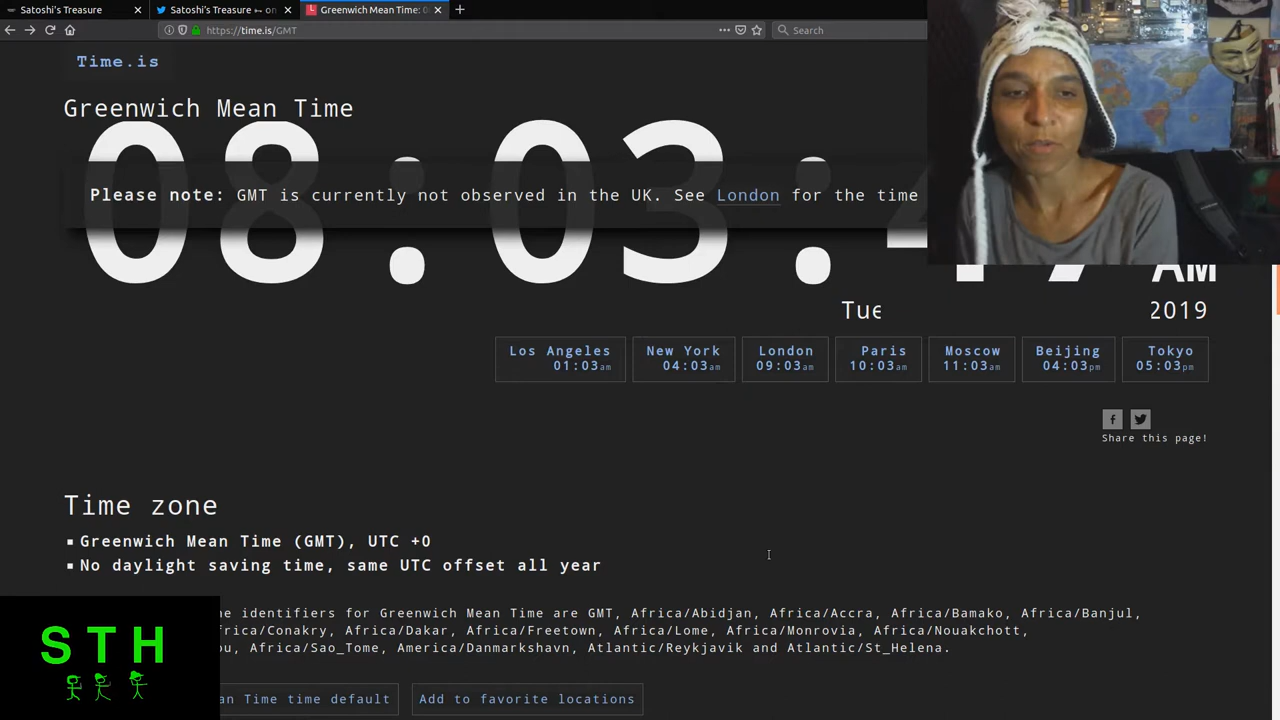 Satoshi's Treasure
Satoshi's Treasure 🗝 on
Greenwich Mean Time: 0
https://time.is/GMT
Search
Time.is
Greenwich Mean Time
08:03:47 AM
Please note: GMT is currently not observed in the UK. See London for the time
Tue 2019
Los Angeles New York London Paris Moscow Beijing Tokyo
01:03am 04:03am 09:03am 10:03am 11:03am 04:03pm 05:03pm
Share this page!
Time zone
Greenwich Mean Time (GMT), UTC +0
No daylight saving time, same UTC offset all year
identifiers for Greenwich Mean Time are GMT, Africa/Abidjan, Africa/Accra, Africa/Bamako, Africa/Banjul,
Africa/Dakar, Africa/Freetown, Africa/Lome, Africa/Monrovia, Africa/Nouakchott,
Africa/Sao_Tome, America/Danmarkshavn, Atlantic/Reykjavik and Atlantic/St_Helena.
Time time default Add to favorite locations
STH